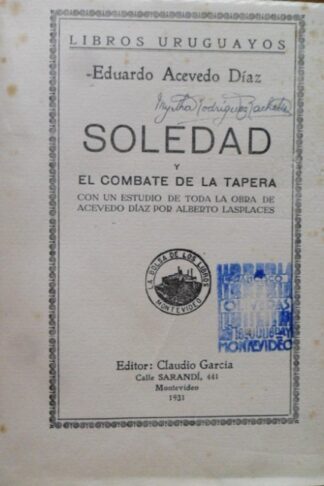 LIBROS URUGUAYOS
-Eduardo Acevedo Díaz
SOLEDAD
Y
EL COMBATE DE LA TAPERA
CON UN ESTUDIO DE TODA LA OBRA DE
ACEVEDO DÍAZ POR ALBERTO LASPLACES
LA BOLSA DE LOS LIBROS
MONTEVIDEO
MONTEVIDEO
Editor: Claudio García
Calle SARANDÍ, 441
Montevideo
1931